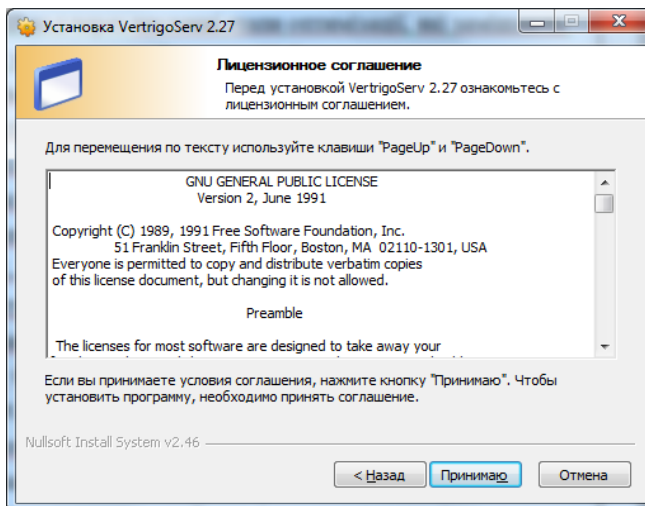 Установка VertrigoServ 2.27
Лицензионное соглашение
Перед установкой VertrigoServ 2.27 ознакомьтесь с
лицензионным соглашением.
Для перемещения по тексту используйте клавиши "PageUp" и "PageDown".
GNU GENERAL PUBLIC LICENSE
Version 2, June 1991
Copyright (C) 1989, 1991 Free Software Foundation, Inc.
51 Franklin Street, Fifth Floor, Boston, MA 02110-1301, USA
Everyone is permitted to copy and distribute verbatim copies
of this license document, but changing it is not allowed.
Preamble
The licenses for most software are designed to take away your
Если вы принимаете условия соглашения, нажмите кнопку "Принимаю". Чтобы
установить программу, необходимо принять соглашение.
Nullsoft Install System v2.46
< Назад
Принимаю
Отмена